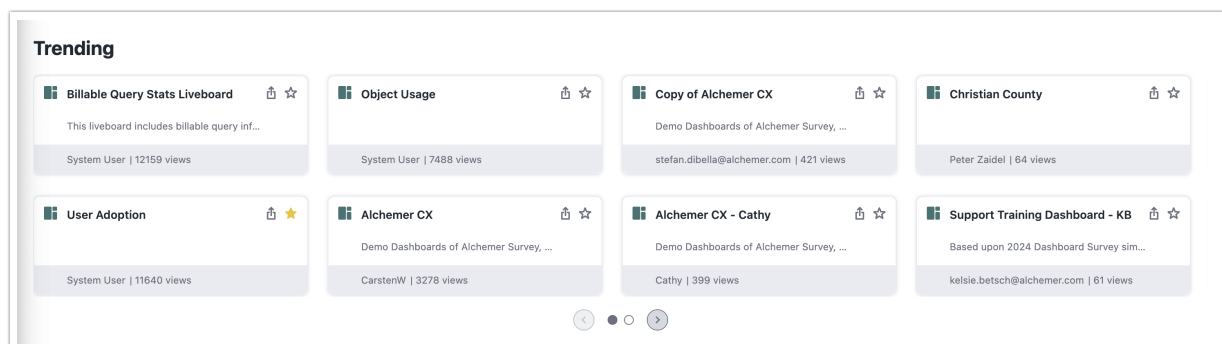 Trending
Billable Query Stats Liveboard
This liveboard includes billable query inf...
System User | 12159 views
Object Usage
System User | 7488 views
Copy of Alchemer CX
Demo Dashboards of Alchemer Survey, ...
stefan.dibella@alchemer.com | 421 views
Christian County
Peter Zaidel | 64 views
User Adoption
System User | 11640 views
Alchemer CX
Demo Dashboards of Alchemer Survey, ...
CarstenW | 3278 views
Alchemer CX - Cathy
Demo Dashboards of Alchemer Survey, ...
Cathy | 399 views
Support Training Dashboard - KB
Based upon 2024 Dashboard Survey sim...
kelsie.betsch@alchemer.com | 61 views